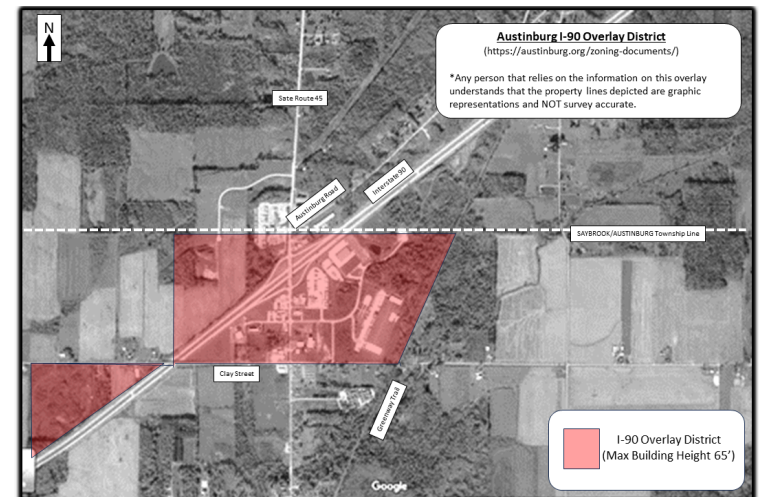 N
Austinburg I-90 Overlay District
(https://austinburg.org/zoning-documents/)
*Any person that relies on the information on this overlay
understands that the property lines depicted are graphic
representations and NOT survey accurate.
Sate Route 45
Austinburg Road
Interstate 90
SAYBROOK/AUSTINBURG Township Line
Clay Street
Greenway Trail
I-90 Overlay District
(Max Building Height 65’)
Google